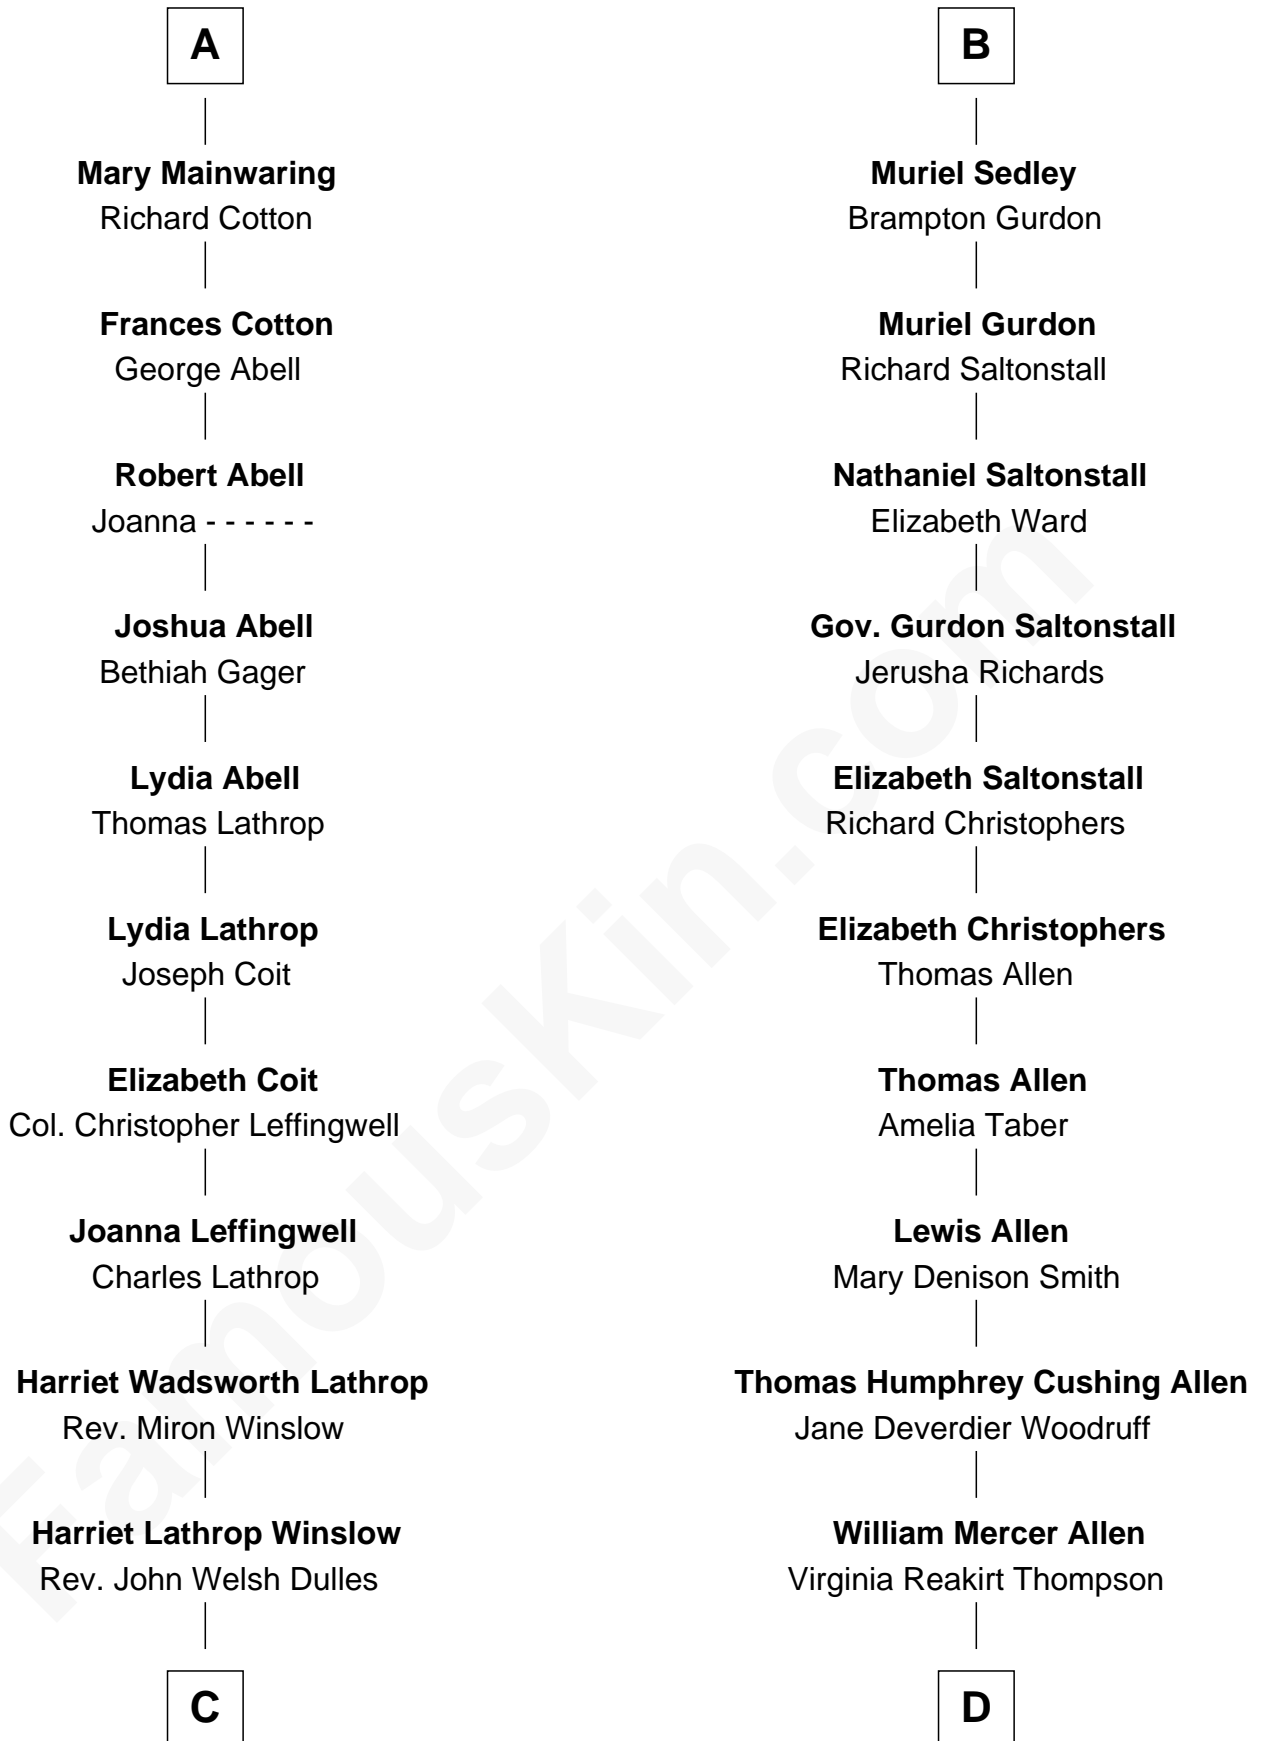 A
Mary Mainwaring
Richard Cotton
Frances Cotton
George Abell
Robert Abell
Joanna - - - - - -
Joshua Abell
Bethiah Gager
Lydia Abell
Thomas Lathrop
Lydia Lathrop
Joseph Coit
Elizabeth Coit
Col. Christopher Leffingwell
Joanna Leffingwell
Charles Lathrop
Harriet Wadsworth Lathrop
Rev. Miron Winslow
Harriet Lathrop Winslow
Rev. John Welsh Dulles
C
B
Muriel Sedley
Brampton Gurdon
Muriel Gurdon
Richard Saltonstall
Nathaniel Saltonstall
Elizabeth Ward
Gov. Gurdon Saltonstall
Jerusha Richards
Elizabeth Saltonstall
Richard Christophers
Elizabeth Christophers
Thomas Allen
Thomas Allen
Amelia Taber
Lewis Allen
Mary Denison Smith
Thomas Humphrey Cushing Allen
Jane Deverdier Woodruff
William Mercer Allen
Virginia Reakirt Thompson
D
FamousKin.com